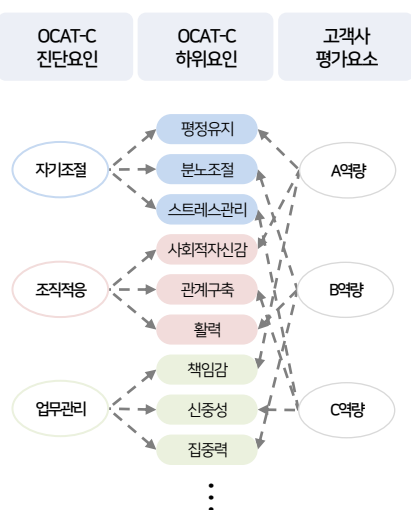 OCAT-C
진단요인
OCAT-C
하위요인
고객사
평가요소
평정유지
자기조절
분노조절
A역량
스트레스관리
사회적자신감
조직적응
관계구축
B역량
활력
책임감
업무관리
신중성
C역량
집중력